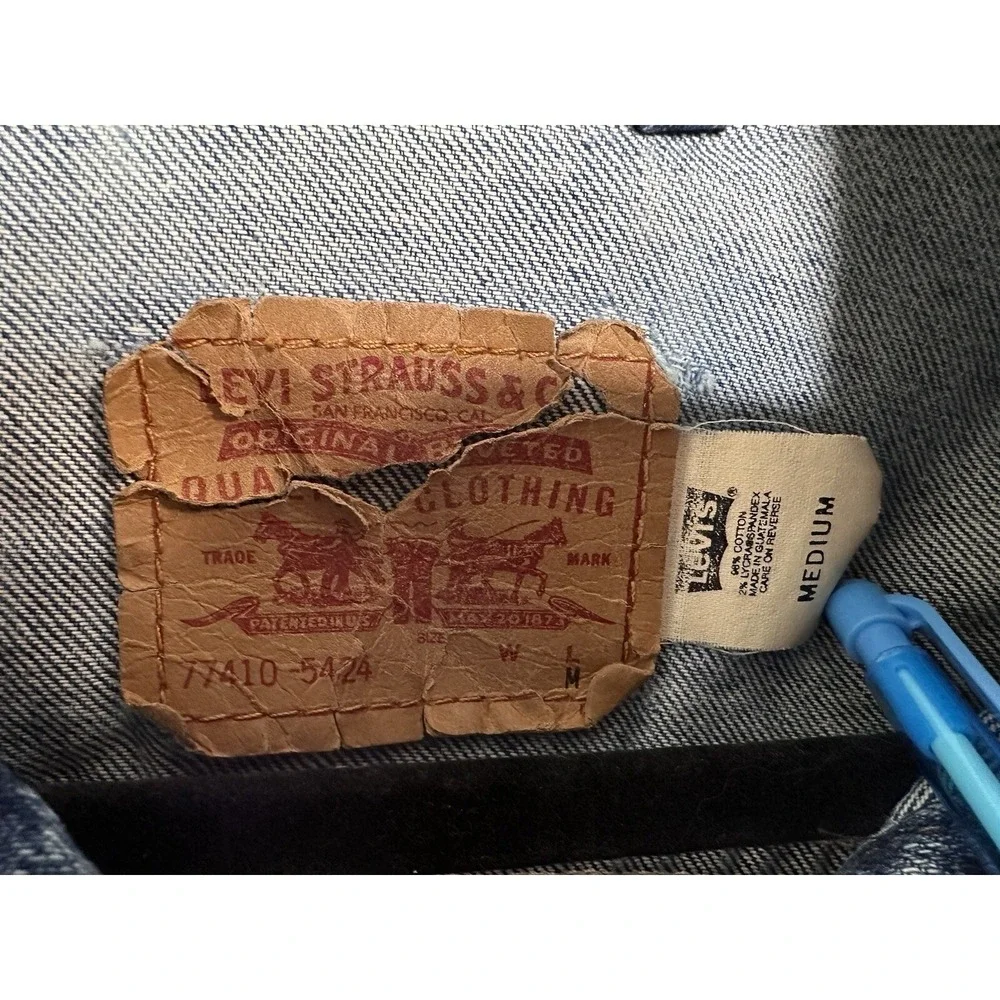 LEVI STRAUSS & C
SAN FRANCISCO, CAL
ORIGINAL RIVETED
QUA CLOTHING
TRADE MARK
PATENTED IN U.S MAY 20 1873
SIZE
W L
77410-5424 M
Levi's®
98% COTTON
2% LYCRA®SPANDEX
MADE IN GUATEMALA
CARE ON REVERSE
MEDIUM